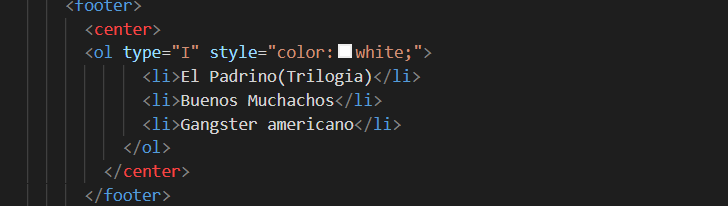 <footer>
<center>
<ol type="I" style="color:white;">
<li>El Padrino(Trilogia)</li>
<li>Buenos Muchachos</li>
<li>Gangster americano</li>
</ol>
</center>
</footer>